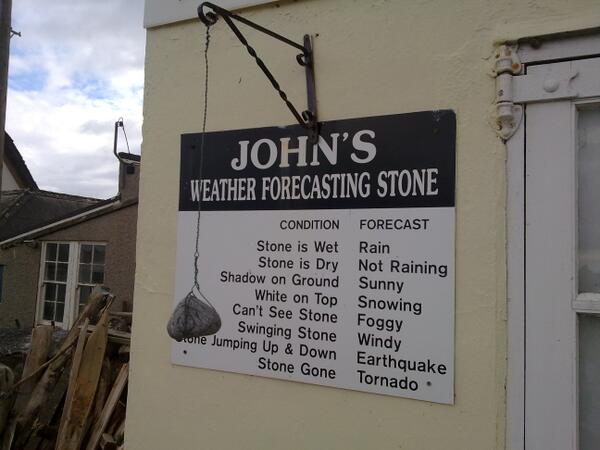 JOHN'S
WEATHER FORECASTING STONE
CONDITION FORECAST
Stone is Wet Rain
Stone is Dry Not Raining
Shadow on Ground Sunny
White on Top Snowing
Can't See Stone Foggy
Swinging Stone Windy
Stone Jumping Up & Down Earthquake
Stone Gone Tornado